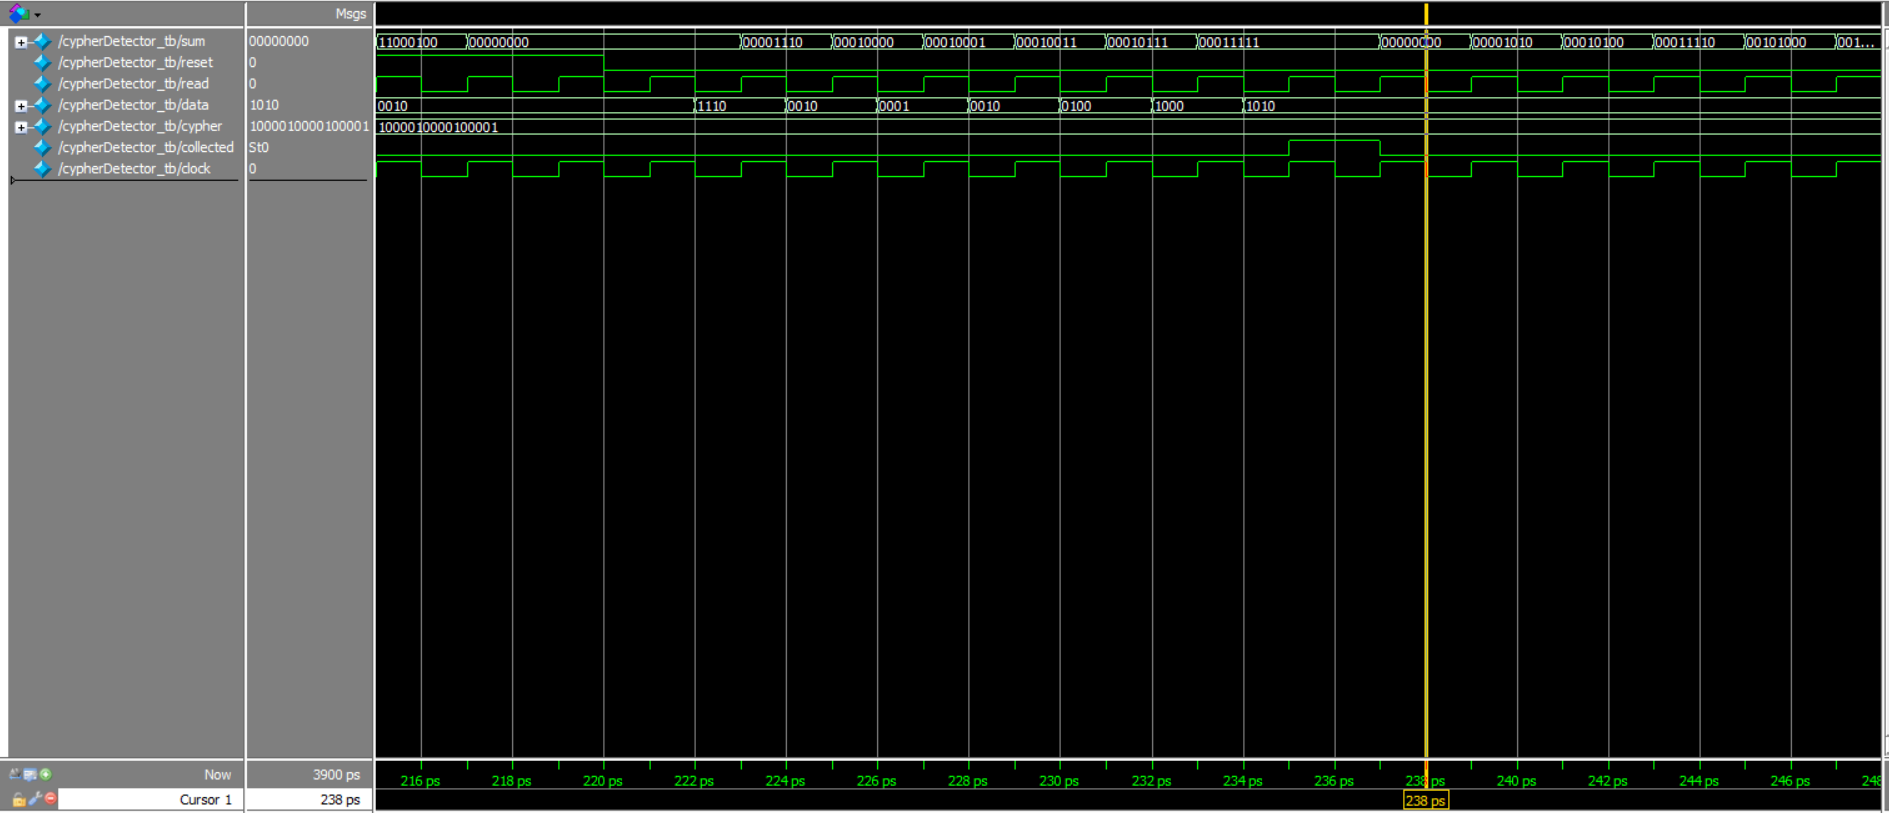 Msgs
/cypherDetector_tb/sum 00000000 11000100 00000000 00001110 00010000 00010001 00010011 00010111 00011111 00000000 00001010 00010100 00011110 00101000 001...
/cypherDetector_tb/reset 0
/cypherDetector_tb/read 0
/cypherDetector_tb/data 1010 0010 1110 0010 0001 0010 0100 1000 1010
/cypherDetector_tb/cypher 1000010000100001 1000010000100001
/cypherDetector_tb/collected St0
/cypherDetector_tb/clock 0
Now 3900 ps 216 ps 218 ps 220 ps 222 ps 224 ps 226 ps 228 ps 230 ps 232 ps 234 ps 236 ps 238 ps 240 ps 242 ps 244 ps 246 ps 248
Cursor 1 238 ps 238 ps